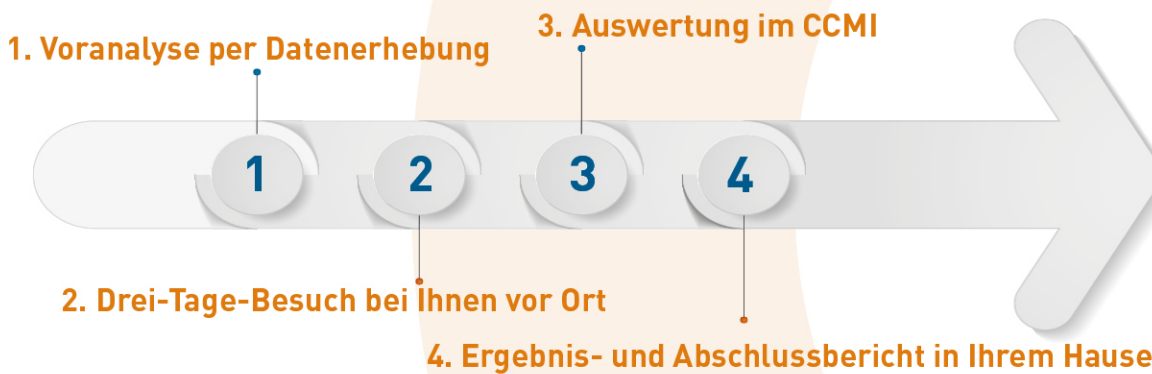 1. Voranalyse per Datenerhebung
3. Auswertung im CCMI
1
2
3
4
2. Drei-Tage-Besuch bei Ihnen vor Ort
4. Ergebnis- und Abschlussbericht in Ihrem Hause